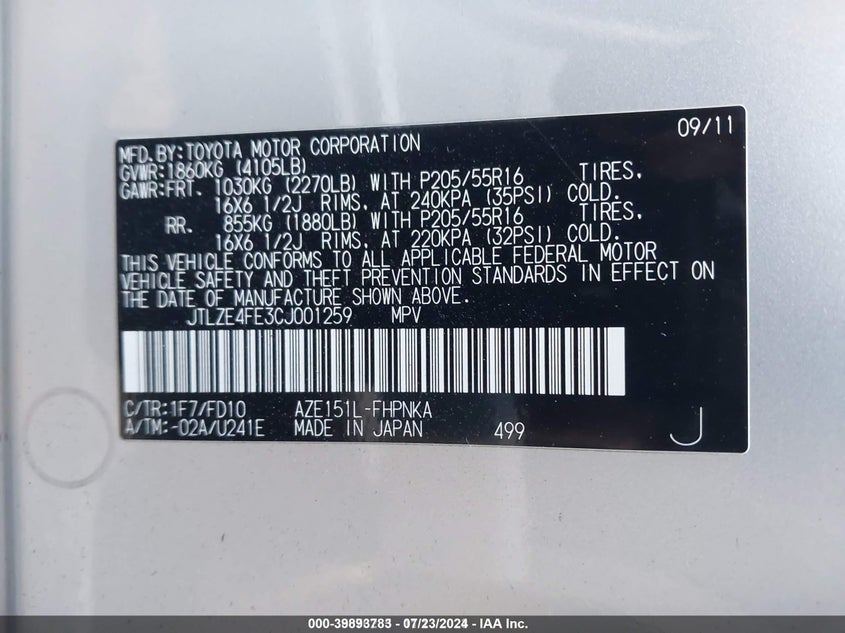 09/11
MFD.BY:TOYOTA MOTOR CORPORATION
GVWR:1860KG (4105LB)
GAWR:FRT. 1030KG (2270LB) WITH P205/55R16 TIRES,
16X6 1/2J RIMS, AT 240KPA (35PSI) COLD.
RR. 855KG (1880LB) WITH P205/55R16 TIRES,
16X6 1/2J RIMS, AT 220KPA (32PSI) COLD.
THIS VEHICLE CONFORMS TO ALL APPLICABLE FEDERAL MOTOR
VEHICLE SAFETY AND THEFT PREVENTION STANDARDS IN EFFECT ON
THE DATE OF MANUFACTURE SHOWN ABOVE.
JTLZE4FE3CJ001259 MPV
C/TR:1F7/FD10 AZE151L-FHPNKA
A/TM:-02A/U241E MADE IN JAPAN 499 J
000-39893783 - 07/23/2024 - IAA Inc.